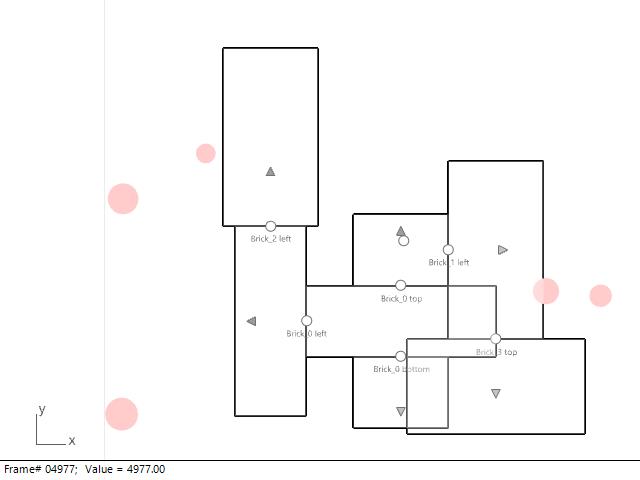 Brick_2 left
Brick_1 left
Brick_0 top
Brick_0 left
Brick_3 top
Brick_0 bottom
y
x
Frame# 04977; Value = 4977.00